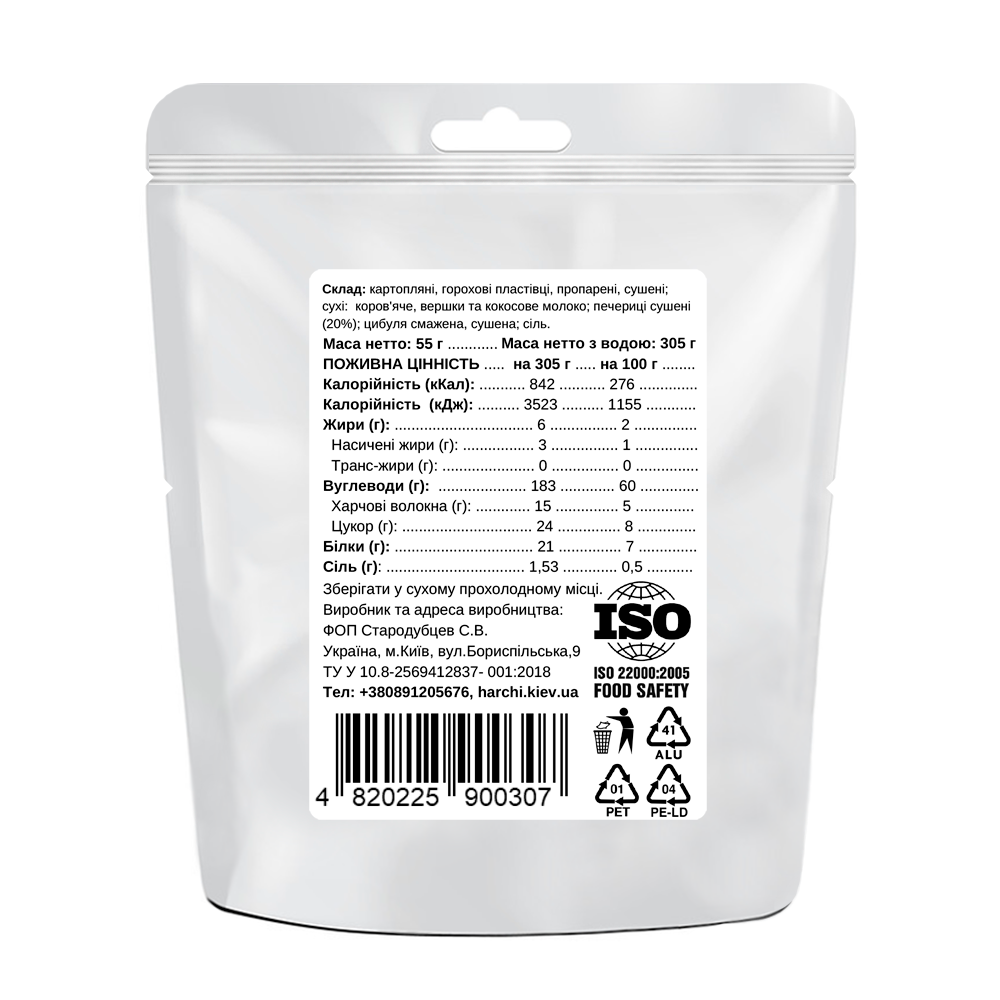 Склад: картопляні, горохові пластівці, пропарені, сушені;
сухі: коров'яче, вершки та кокосове молоко; печериці сушені
(20%); цибуля смажена, сушена; сіль.
Маса нетто: 55 г ............ Маса нетто з водою: 305 г
ПОЖИВНА ЦІННІСТЬ ..... на 305 г ..... на 100 г ........
Калорійність (кКал): ........... 842 ........... 276 ..............
Калорійність (кДж): .......... 3523 .......... 1155 ............
Жири (г): ................................. 6 .................. 2 ...............
Насичені жири (г): ................. 3 .................. 1 ...............
Транс-жири (г): ...................... 0 .................. 0 ...............
Вуглеводи (г): ..................... 183 ............. 60 ...............
Харчові волокна (г): ............. 15 ................. 5 ..............
Цукор (г): ................................ 24 ............... 8 ...............
Білки (г): ................................. 21 ............... 7 ..............
Сіль (г): .................................. 1,53 ............. 0,5 ...........
Зберігати у сухому прохолодному місці.
Виробник та адреса виробництва:
ФОП Стародубцев С.В.
Україна, м.Київ, вул.Бориспільська,9
ТУ У 10.8-2569412837- 001:2018
Тел: +380891205676, harchi.kiev.ua
ISO
ISO 22000:2005
FOOD SAFETY
41
ALU
01
PET
04
PE-LD
4 820225 900307